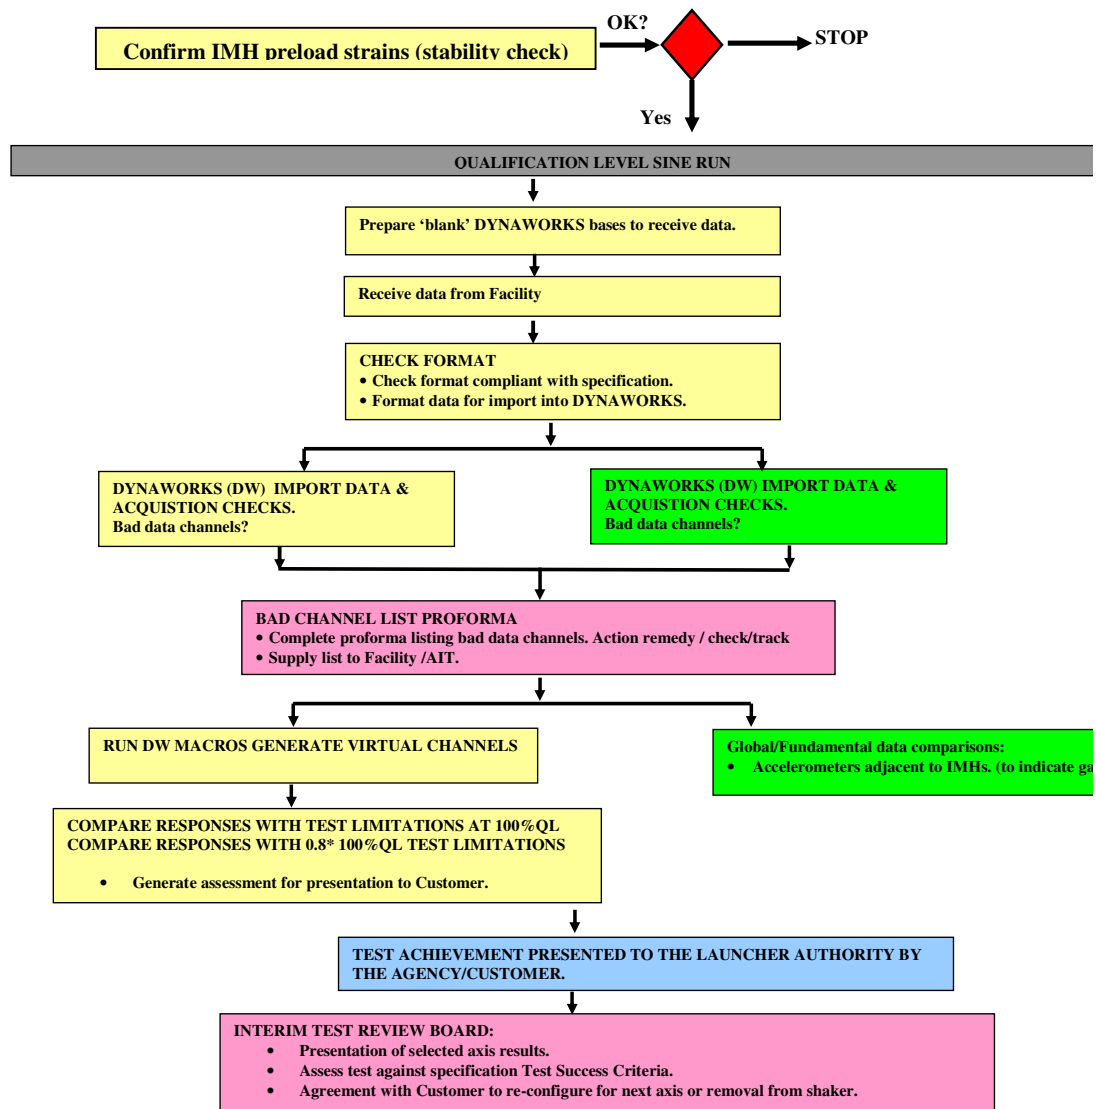 OK?
Confirm IMH preload strains (stability check)
STOP
Yes
QUALIFICATION LEVEL SINE RUN
Prepare ‘blank’ DYNAWORKS bases to receive data.
Receive data from Facility
CHECK FORMAT
• Check format compliant with specification.
• Format data for import into DYNAWORKS.
DYNAWORKS (DW) IMPORT DATA &
ACQUISTION CHECKS.
Bad data channels?
DYNAWORKS (DW) IMPORT DATA &
ACQUISTION CHECKS.
Bad data channels?
BAD CHANNEL LIST PROFORMA
• Complete proforma listing bad data channels. Action remedy / check/track
• Supply list to Facility /AIT.
RUN DW MACROS GENERATE VIRTUAL CHANNELS
Global/Fundamental data comparisons:
• Accelerometers adjacent to IMHs. (to indicate
COMPARE RESPONSES WITH TEST LIMITATIONS AT 100%QL
COMPARE RESPONSES WITH 0.8* 100%QL TEST LIMITATIONS
• Generate assessment for presentation to Customer.
TEST ACHIEVEMENT PRESENTED TO THE LAUNCHER AUTHORITY BY
THE AGENCY/CUSTOMER.
INTERIM TEST REVIEW BOARD:
• Presentation of selected axis results.
• Assess test against specification Test Success Criteria.
• Agreement with Customer to re-configure for next axis or removal from shaker.